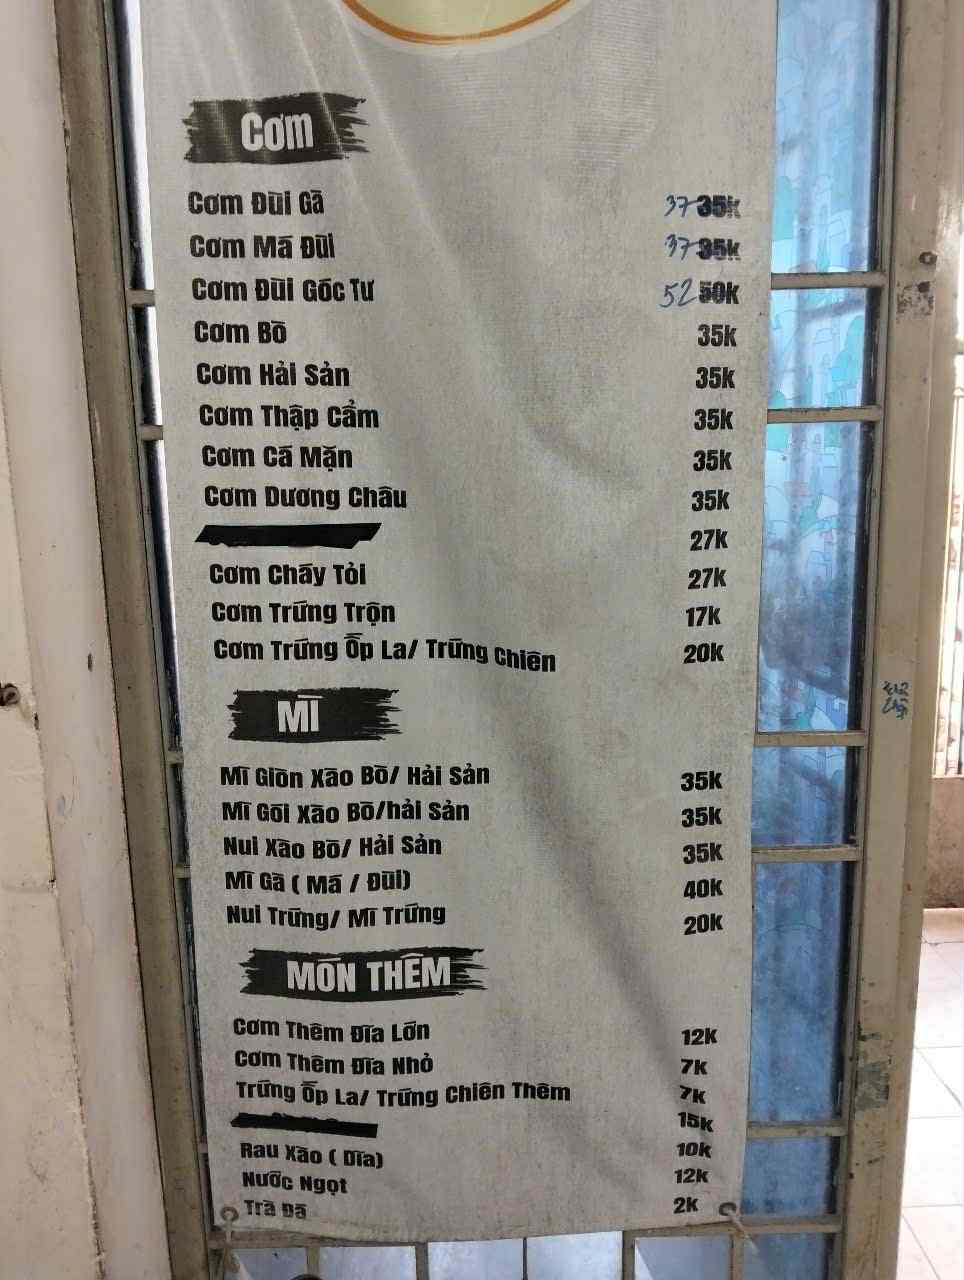 Cơm
Cơm Đùi Gà 37 35k
Cơm Má Đùi 37 35k
Cơm Đùi Góc Tư 52 50k
Cơm Bò 35k
Cơm Hải Sản 35k
Cơm Thập Cẩm 35k
Cơm Cá Mặn 35k
Cơm Dương Châu 35k
27k
Cơm Cháy Tỏi 27k
Cơm Trứng Trộn 17k
Cơm Trứng Ốp La/ Trứng Chiên 20k
MÌ
Mì Giòn Xào Bò/ Hải Sản 35k
Mì Gói Xào Bò/hải Sản 35k
Nui Xào Bò/ Hải Sản 35k
Mì Gà ( Má / Đùi) 40k
Nui Trứng/ Mì Trứng 20k
MÓN THÊM
Cơm Thêm Đĩa Lớn 12k
Cơm Thêm Đĩa Nhỏ 7k
Trứng Ốp La/ Trứng Chiên Thêm 7k
15k
Rau Xào ( Dĩa) 10k
Nước Ngọt 12k
Trà Đá 2k